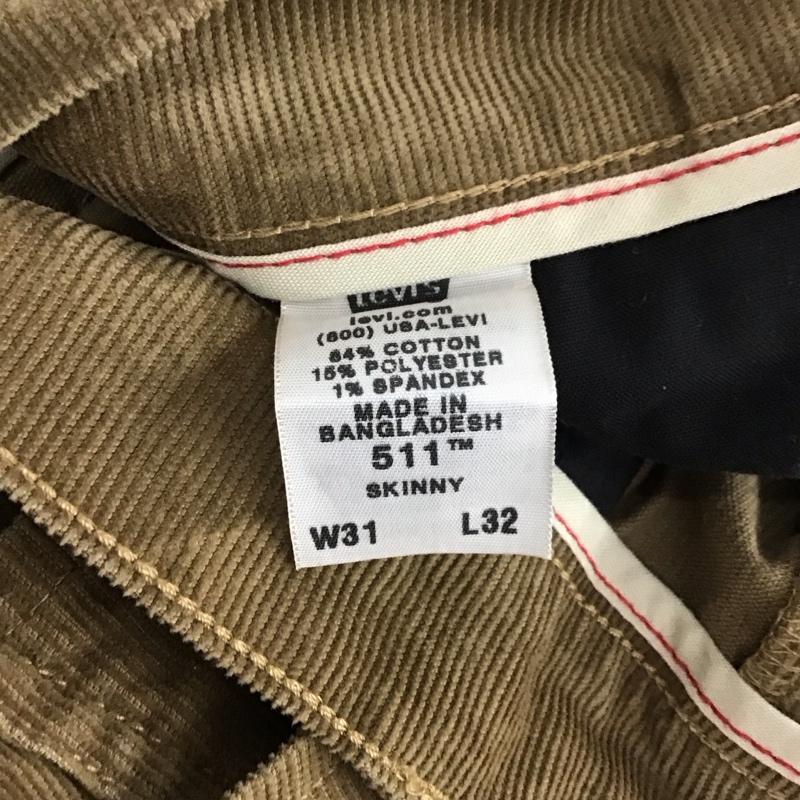 Levi's
levi.com
(800) USA-LEVI
84% COTTON
15% POLYESTER
1% SPANDEX
MADE IN
BANGLADESH
511™
SKINNY
W31 L32